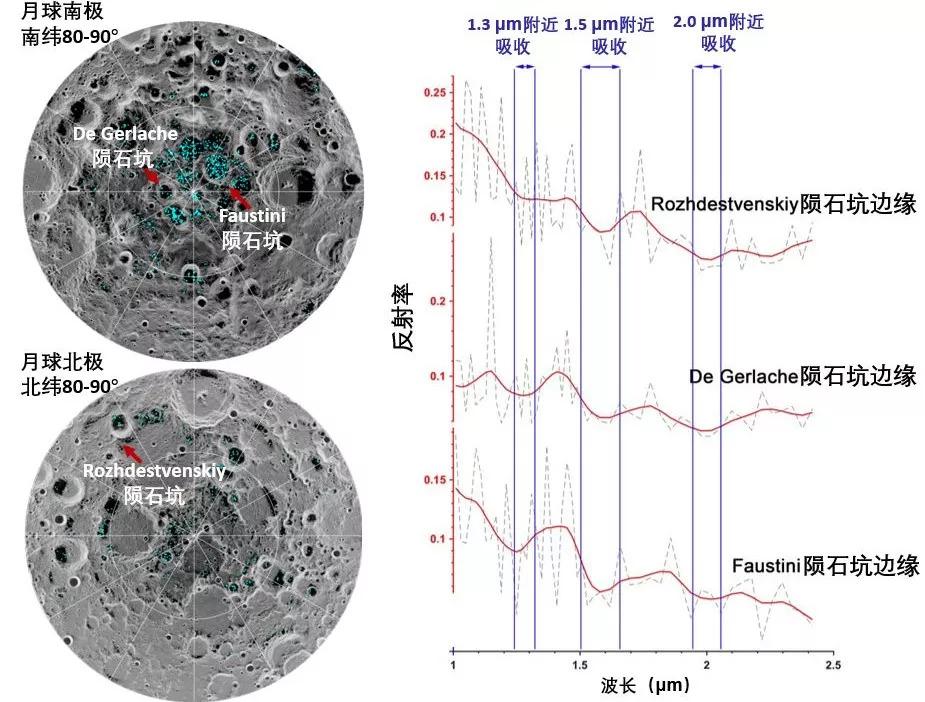 月球南极
南纬80-90°
De Gerlache
陨石坑
Faustini
陨石坑
月球北极
北纬80-90°
Rozhdestvenskiy
陨石坑
1.3 μm附近
吸收
1.5 μm附近
吸收
2.0 μm附近
吸收
反射率
0.25
0.2
0.15
0.1
Rozhdestvenskiy陨石坑边缘
0.2
0.1
De Gerlache陨石坑边缘
0.15
0.1
Faustini陨石坑边缘
1
1.5
2
2.5
波长（μm）